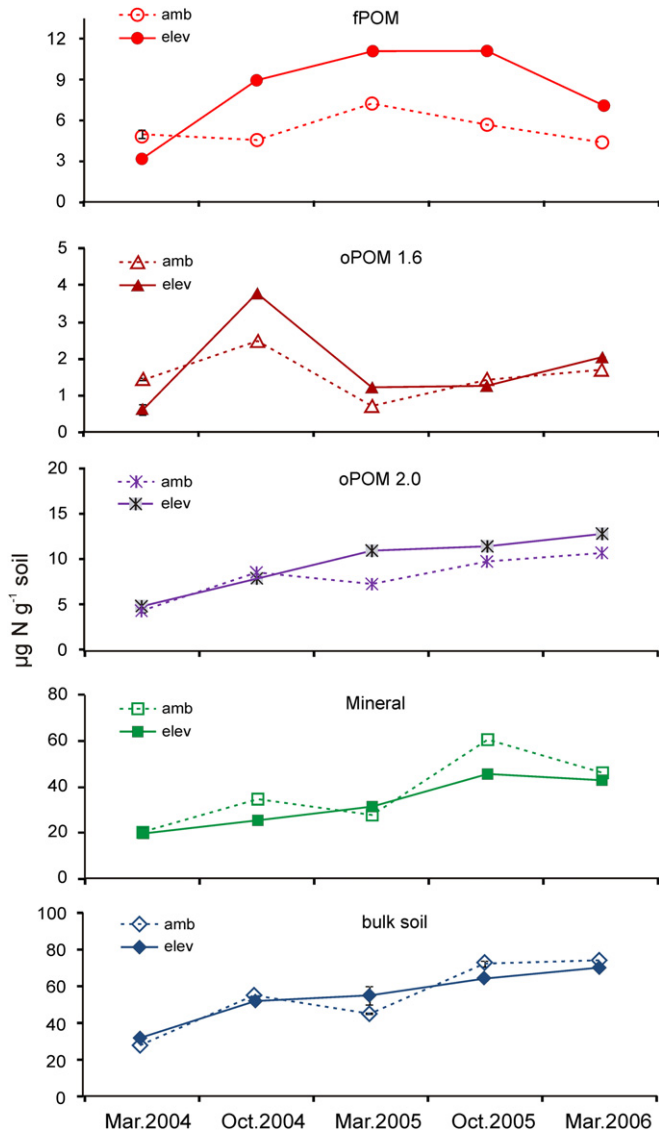 fPOM
amb
elev
12
9
6
3
0
oPOM 1.6
amb
elev
5
4
3
2
1
0
oPOM 2.0
amb
elev
20
15
10
5
0
µg N g⁻¹ soil
Mineral
amb
elev
80
60
40
20
0
bulk soil
amb
elev
100
80
60
40
20
0
Mar.2004 Oct.2004 Mar.2005 Oct.2005 Mar.2006